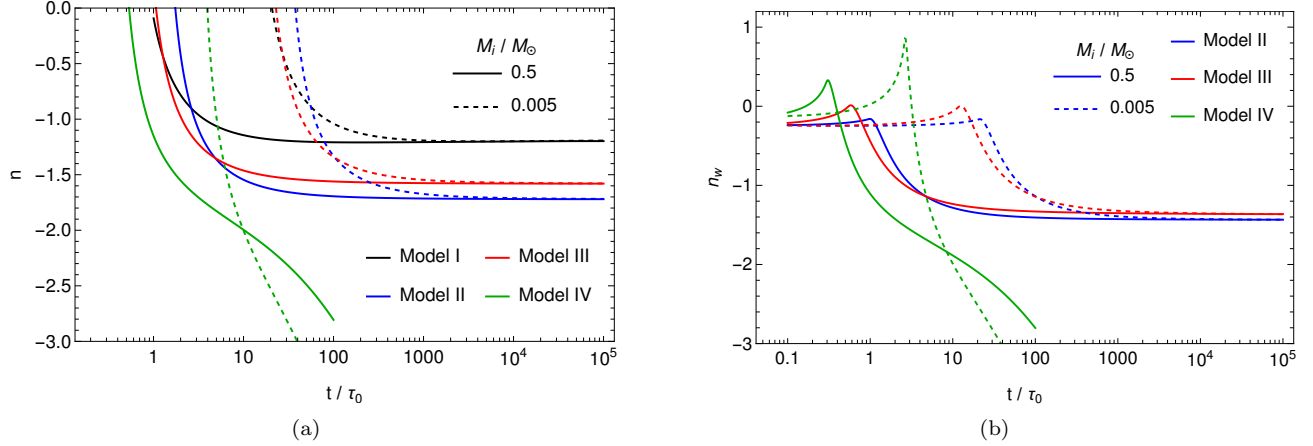 0.0
-0.5
-1.0
-1.5
-2.0
-2.5
-3.0
n
M_i / M_⊙
0.5
0.005
Model I
Model III
Model II
Model IV
1
10
100
1000
10^4
10^5
t / τ_0
(a)
1
0
-1
-2
-3
n_w
M_i / M_⊙
0.5
0.005
Model II
Model III
Model IV
0.1
1
10
100
1000
10^4
10^5
t / τ_0
(b)